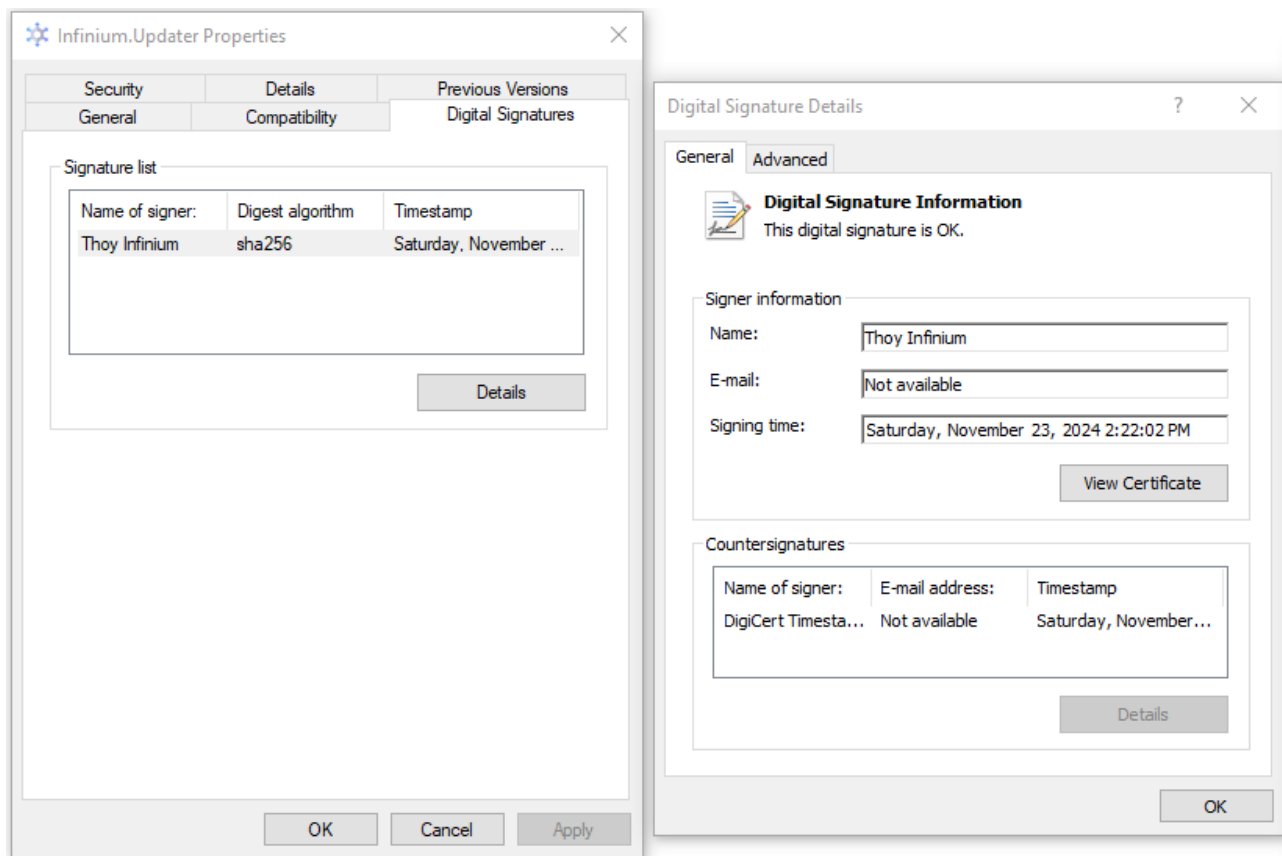 Infinium.Updater Properties
Security Details Previous Versions
General Compatibility Digital Signatures
Signature list
Name of signer: Digest algorithm Timestamp
Thoy Infinium sha256 Saturday, November ...
Details
OK Cancel Apply
Digital Signature Details ?
General Advanced
Digital Signature Information
This digital signature is OK.
Signer information
Name: Thoy Infinium
E-mail: Not available
Signing time: Saturday, November 23, 2024 2:22:02 PM
View Certificate
Countersignatures
Name of signer: E-mail address: Timestamp
DigiCert Timesta... Not available Saturday, November...
Details
OK